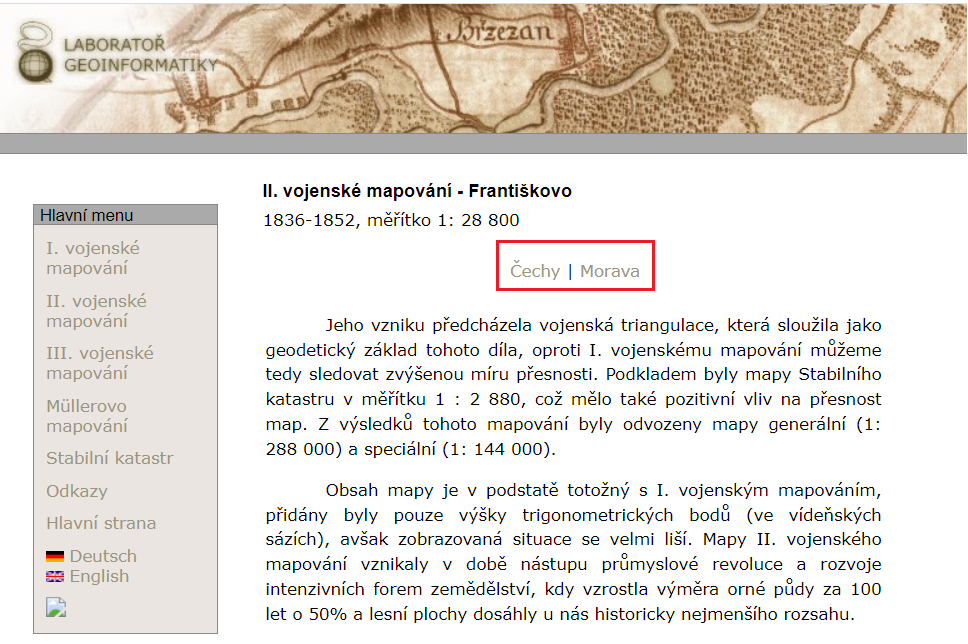 Bržezan
LABORATOŘ
GEOINFORMATIKY
II. vojenské mapování - Františkovo
1836-1852, měřítko 1: 28 800
Čechy | Morava
Hlavní menu
I. vojenské
mapování
II. vojenské
mapování
III. vojenské
mapování
Müllerovo
mapování
Stabilní katastr
Odkazy
Hlavní strana
Deutsch
English
Jeho vzniku předcházela vojenská triangulace, která sloužila jako
geodetický základ tohoto díla, oproti I. vojenskému mapování můžeme
tedy sledovat zvýšenou míru přesnosti. Podkladem byly mapy Stabilního
katastru v měřítku 1 : 2 880, což mělo také pozitivní vliv na přesnost
map. Z výsledků tohoto mapování byly odvozeny mapy generální (1:
288 000) a speciální (1: 144 000).
Obsah mapy je v podstatě totožný s I. vojenským mapováním,
přidány byly pouze výšky trigonometrických bodů (ve vídeňských
sázích), avšak zobrazovaná situace se velmi liší. Mapy II. vojenského
mapování vznikaly v době nástupu průmyslové revoluce a rozvoje
intenzivních forem zemědělství, kdy vzrostla výměra orné půdy za 100
let o 50% a lesní plochy dosáhly u nás historicky nejmenšího rozsahu.